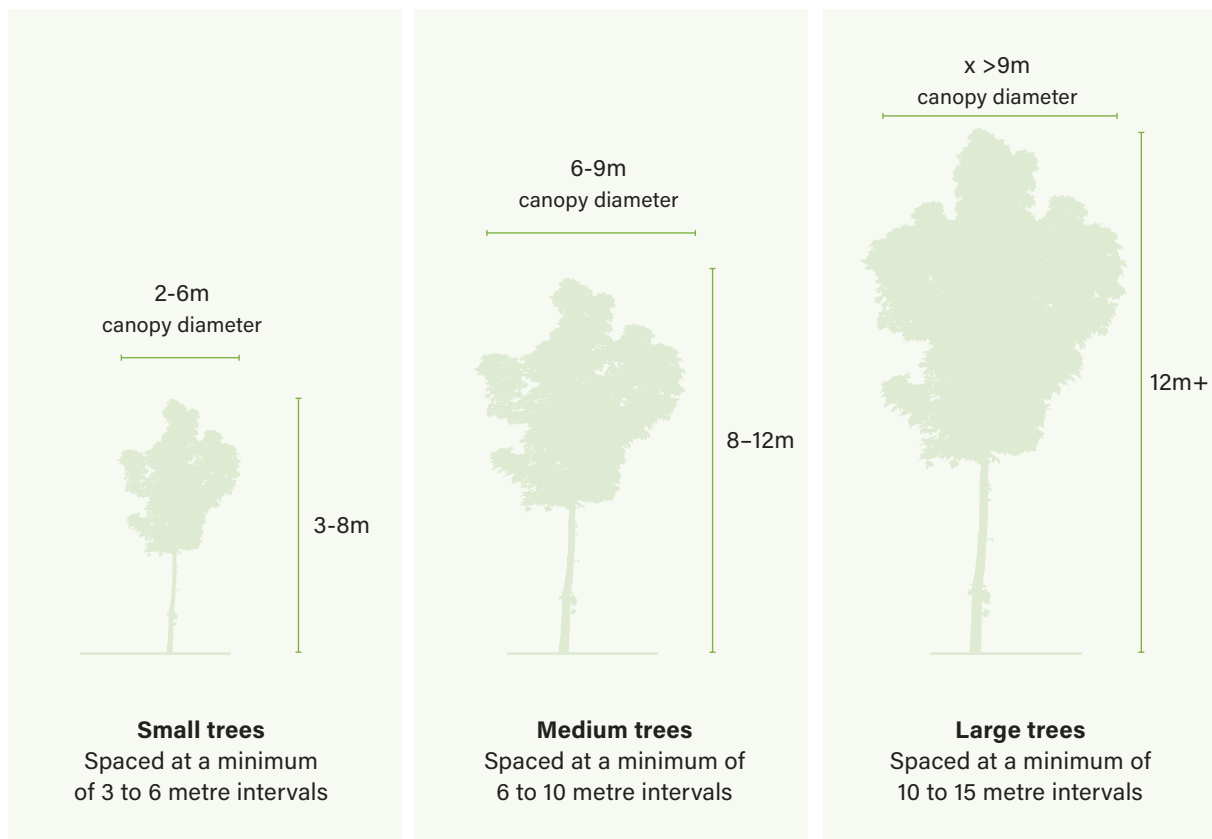 2-6m
canopy diameter
3-8m
Small trees
Spaced at a minimum
of 3 to 6 metre intervals
6-9m
canopy diameter
8–12m
Medium trees
Spaced at a minimum of
6 to 10 metre intervals
x >9m
canopy diameter
12m+
Large trees
Spaced at a minimum of
10 to 15 metre intervals